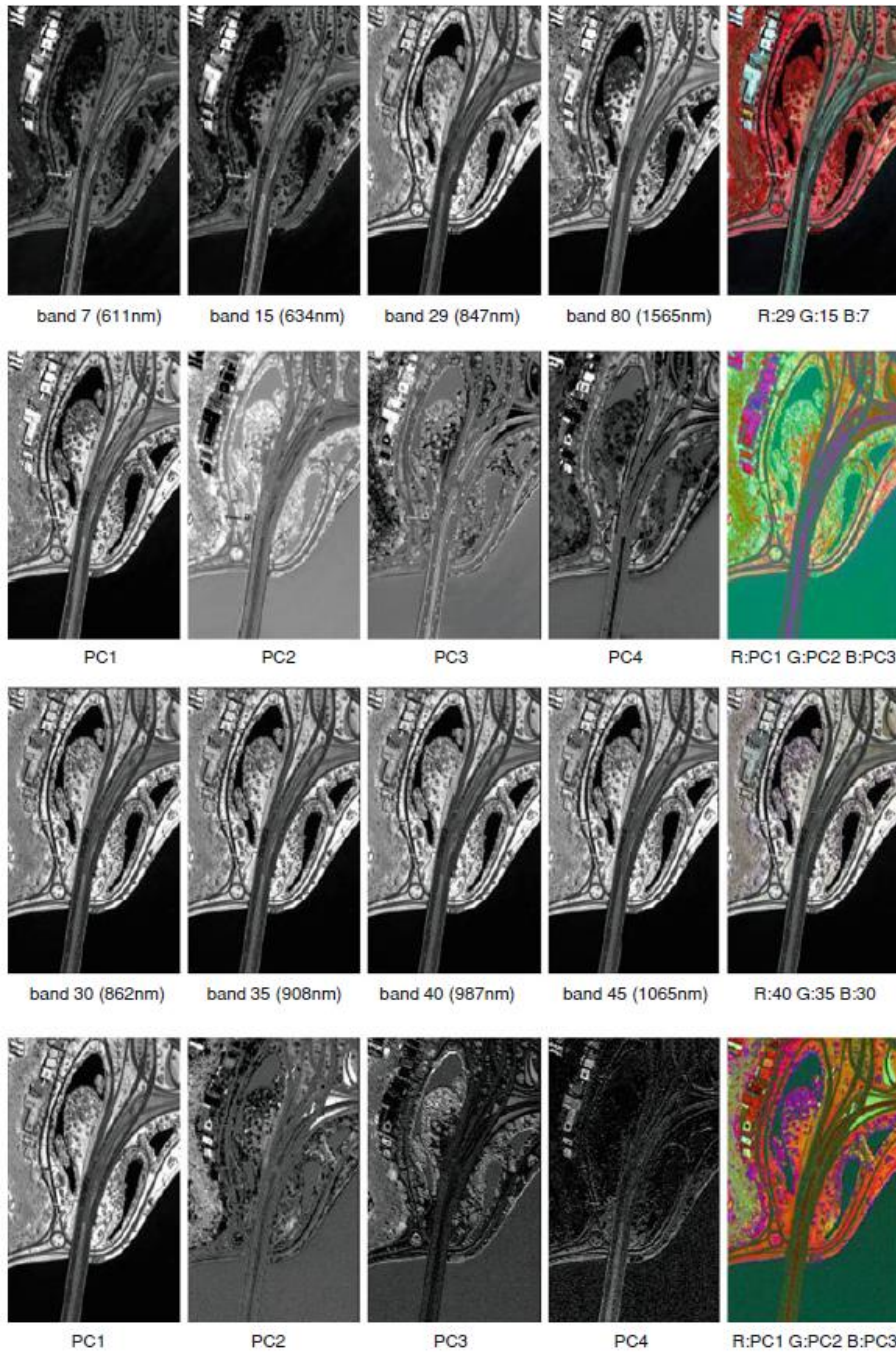 band 7 (611nm) band 15 (634nm) band 29 (847nm) band 80 (1565nm) R:29 G:15 B:7
PC1 PC2 PC3 PC4 R:PC1 G:PC2 B:PC3
band 30 (862nm) band 35 (908nm) band 40 (987nm) band 45 (1065nm) R:40 G:35 B:30
PC1 PC2 PC3 PC4 R:PC1 G:PC2 B:PC3